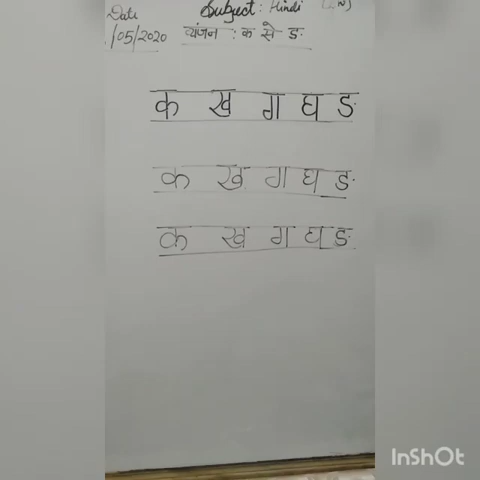 Date Subject: Hindi
/05/2020 व्यंजन : क से ङ
क ख ग घ ङ
क ख ग घ ङ
क ख ग घ ङ
InShOt